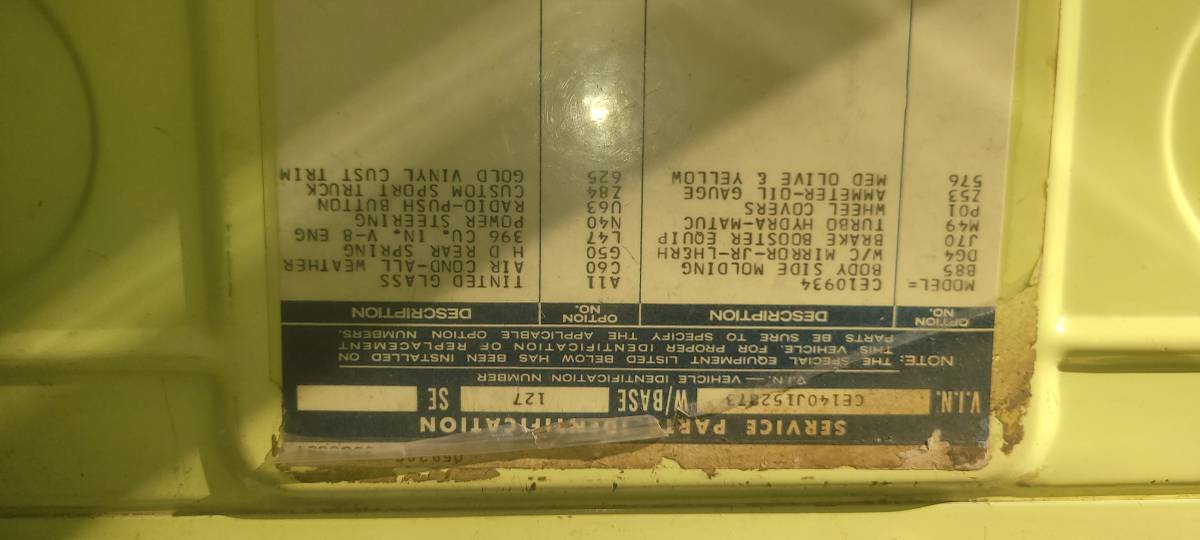 SERVICE PARTS IDENTIFICATION
V.I.N. CE140J152873 W/BASE 127 SE
V.I.N. — VEHICLE IDENTIFICATION NUMBER
NOTE: THE SPECIAL EQUIPMENT LISTED BELOW HAS BEEN INSTALLED ON
THIS VEHICLE. FOR PROPER IDENTIFICATION OF REPLACEMENT
PARTS BE SURE TO SPECIFY THE APPLICABLE OPTION NUMBERS.
OPTION NO. DESCRIPTION OPTION NO. DESCRIPTION
MODEL= CE10934 A11 TINTED GLASS
B85 BODY SIDE MOLDING C60 AIR COND-ALL WEATHER
DG4 W/C MIRROR-JR-LH&RH G50 H D REAR SPRING
J70 BRAKE BOOSTER EQUIP L47 396 CU. IN. V-8 ENG
M49 TURBO HYDRA-MATIC N40 POWER STEERING
P01 WHEEL COVERS U63 RADIO-PUSH BUTTON
Z53 AMMETER-OIL GAUGE Z84 CUSTOM SPORT TRUCK
576 MED OLIVE & YELLOW 625 GOLD VINYL CUST TRIM